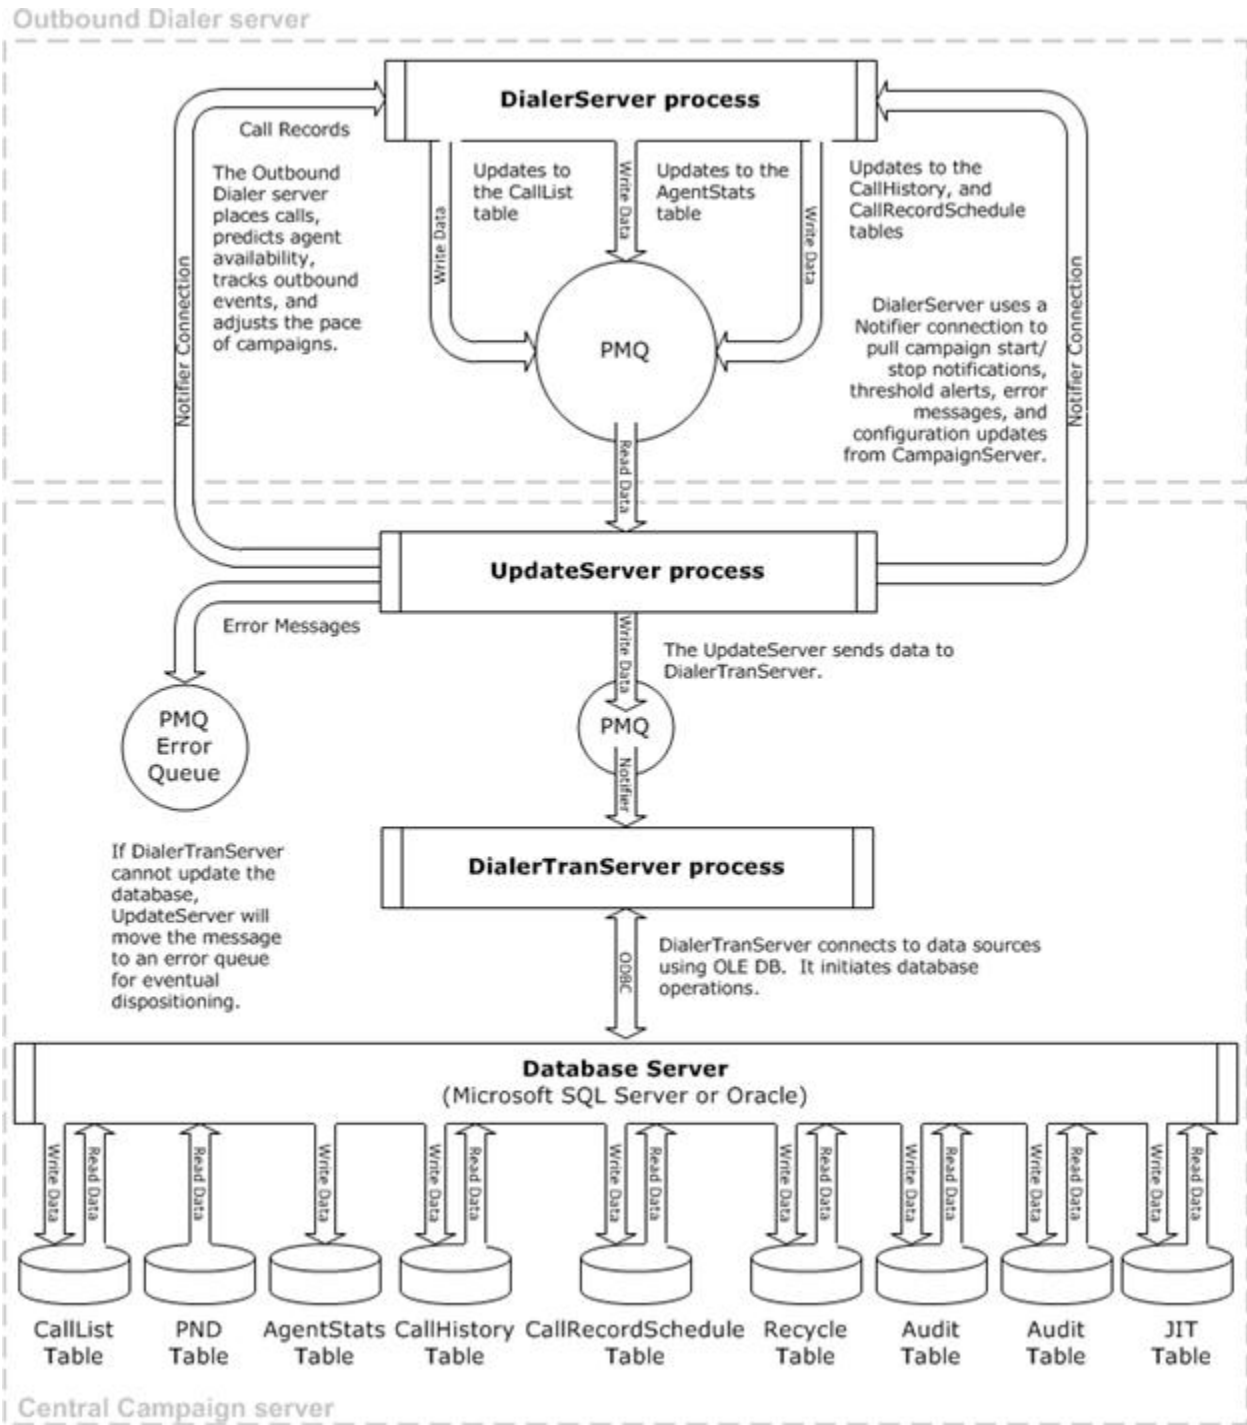 Outbound Dialer server
DialerServer process
Call Records
The Outbound
Dialer server
places calls,
predicts agent
availability,
tracks outbound
events, and
adjusts the pace
of campaigns.
Notifier Connection
Write Data
Updates to
the CallList
table
Write Data
Updates to the
AgentStats
table
Write Data
Updates to the
CallHistory, and
CallRecordSchedule
tables
PMQ
DialerServer uses a
Notifier connection to
pull campaign start/
stop notifications,
threshold alerts, error
messages, and
configuration updates
from CampaignServer.
Notifier Connection
Read Data
UpdateServer process
Error Messages
Write Data
The UpdateServer sends data to
DialerTranServer.
PMQ
Error
Queue
PMQ
Notifier
If DialerTranServer
cannot update the
database,
UpdateServer will
move the message
to an error queue
for eventual
dispositioning.
DialerTranServer process
ODBC
DialerTranServer connects to data sources
using OLE DB.  It initiates database
operations.
Database Server
(Microsoft SQL Server or Oracle)
Write Data
Read Data
Read Data
Write Data
Write Data
Read Data
Write Data
Read Data
Write Data
Read Data
Write Data
Read Data
Write Data
Read Data
Write Data
Read Data
CallList
Table
PND
Table
AgentStats
Table
CallHistory
Table
CallRecordSchedule
Table
Recycle
Table
Audit
Table
Audit
Table
JIT
Table
Central Campaign server